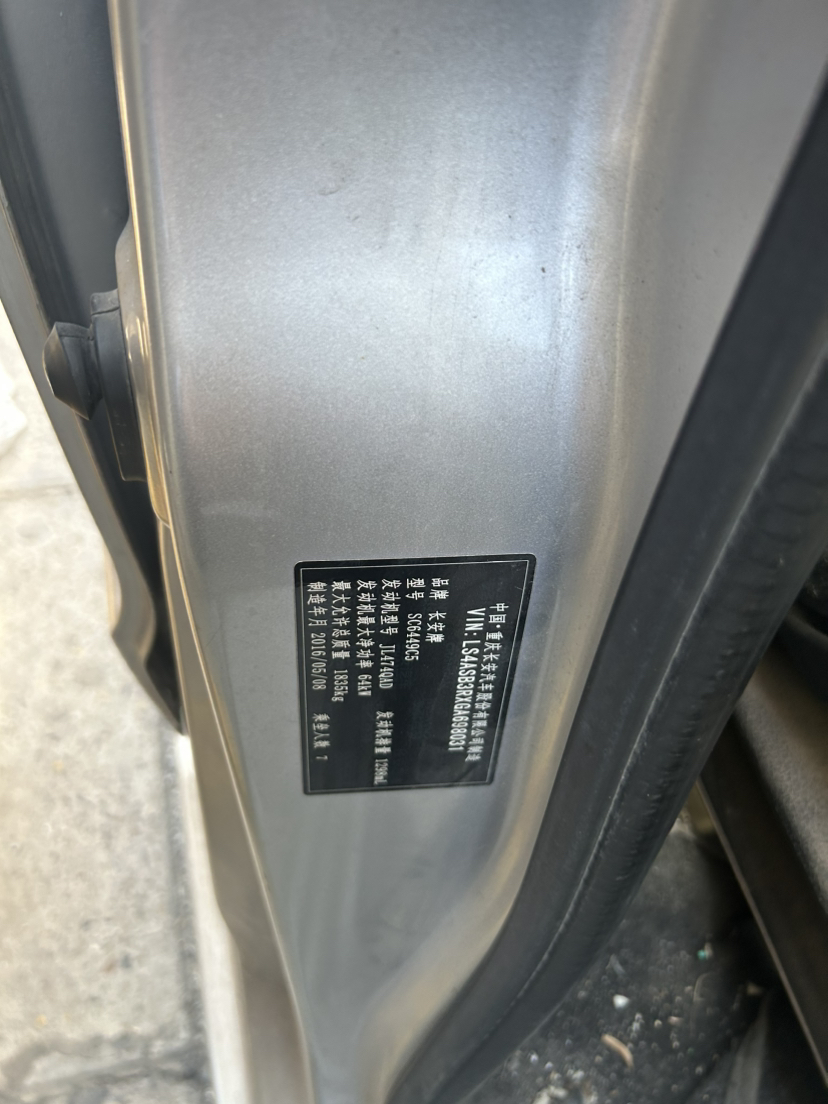 中国·重庆长安汽车股份有限公司制造
VIN:LS4ASB3RXGA698031
品牌 长安牌
型号 SC6449C5
发动机型号 JL474QAD 发动机排量 1298mL
发动机最大净功率 64kW
最大允许总质量 1835kg
制造年月 2016/05/08 乘坐人数 7